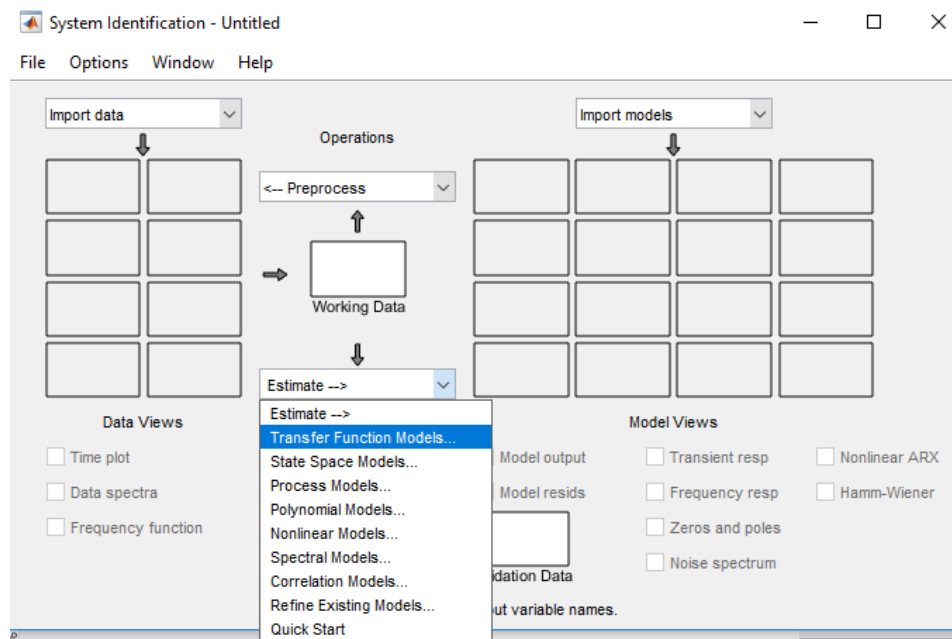 System Identification - Untitled
File Options Window Help
Import data
Import models
Operations
<-- Preprocess
Working Data
Estimate -->
Estimate -->
Transfer Function Models...
State Space Models...
Process Models...
Polynomial Models...
Nonlinear Models...
Spectral Models...
Correlation Models...
Refine Existing Models...
Quick Start
Data Views
Time plot
Data spectra
Frequency function
Model Views
Model output
Transient resp
Nonlinear ARX
Model resids
Frequency resp
Hamm-Wiener
Zeros and poles
Noise spectrum
idation Data
ut variable names.